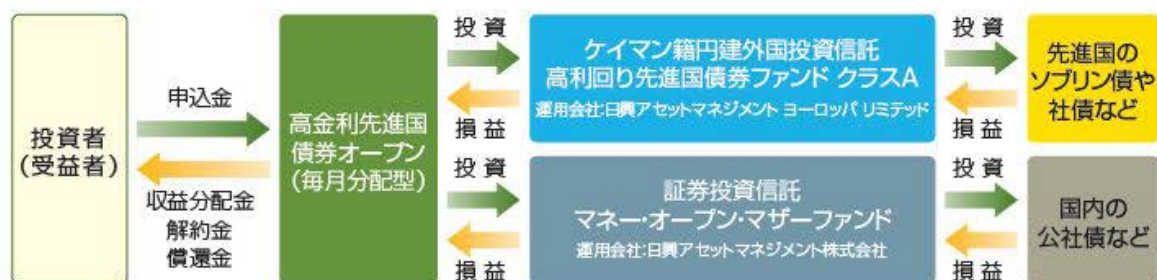 投資者
(受益者)
申込金
収益分配金
解約金
償還金
高金利先進国
債券オープン
(毎月分配型)
投資
損益
ケイマン籍円建外国投資信託
高利回り先進国債券ファンド クラスA
運用会社:日興アセットマネジメント ヨーロッパ リミテッド
投資
損益
先進国の
ソブリン債や
社債など
投資
損益
証券投資信託
マネー・オープン・マザーファンド
運用会社:日興アセットマネジメント株式会社
投資
損益
国内の
公社債など